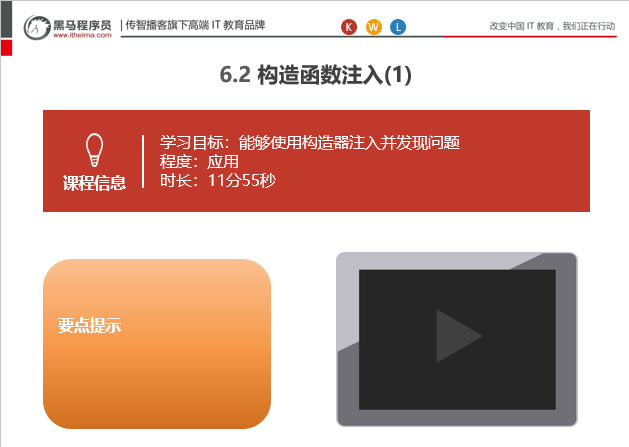 黑马程序员
www.itheima.com
传智播客旗下高端 IT 教育品牌
K W L
改变中国 IT 教育，我们正在行动
6.2 构造函数注入(1)
课程信息
学习目标：能够使用构造器注入并发现问题
程度：应用
时长：11分55秒
要点提示